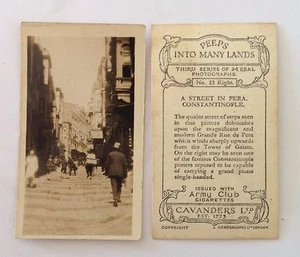 PEEPS
INTO MANY LANDS
THIRD SERIES OF 24 REAL
PHOTOGRAPHS.
No. 23 Right.
A STREET IN PERA,
CONSTANTINOPLE.
The quaint street of steps seen
in this picture debouches
upon the magnificent and
modern Grande Rue de Pera
which winds sharply upwards
from the Tower of Galata.
On the right may be seen one
of the famous Constantinople
porters reputed to be capable
of carrying a grand piano
single-handed.
ISSUED WITH
Army Club
CIGARETTES
CAVANDERS LTD
EST. 1775
COPYRIGHT CAVANDERS LTD LONDON